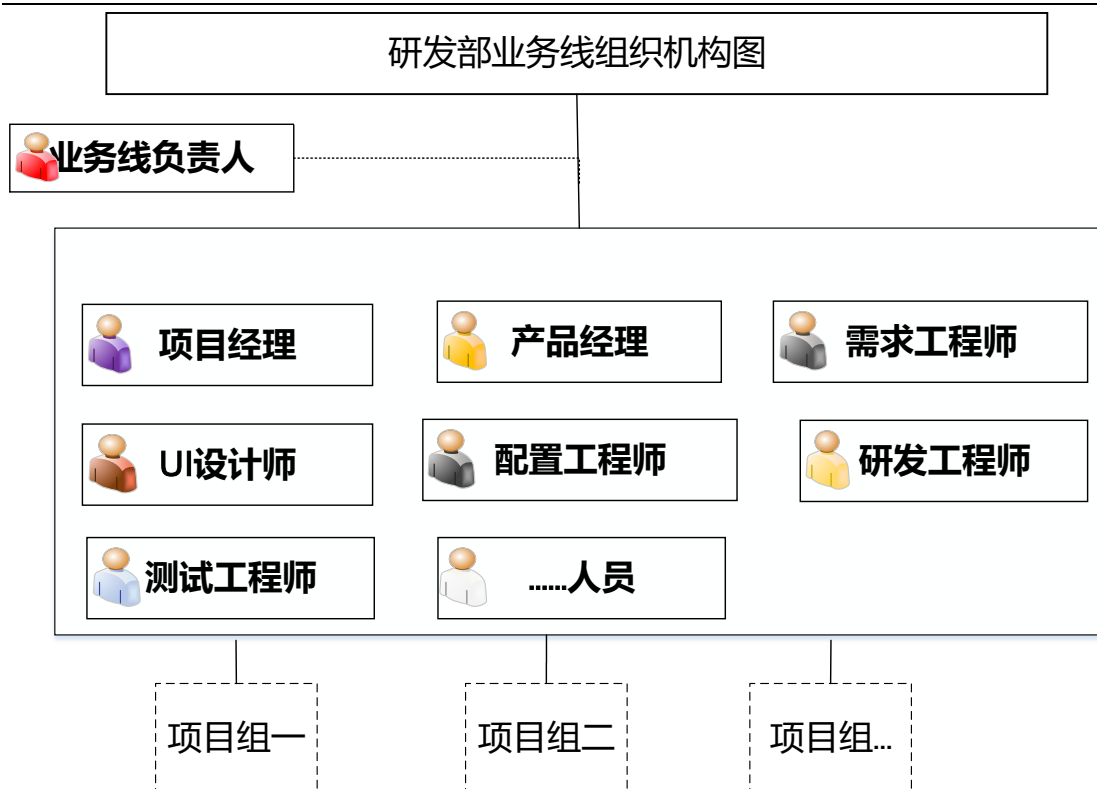 研发部业务线组织机构图
业务线负责人
项目经理
产品经理
需求工程师
UI设计师
配置工程师
研发工程师
测试工程师
......人员
项目组一
项目组二
项目组...